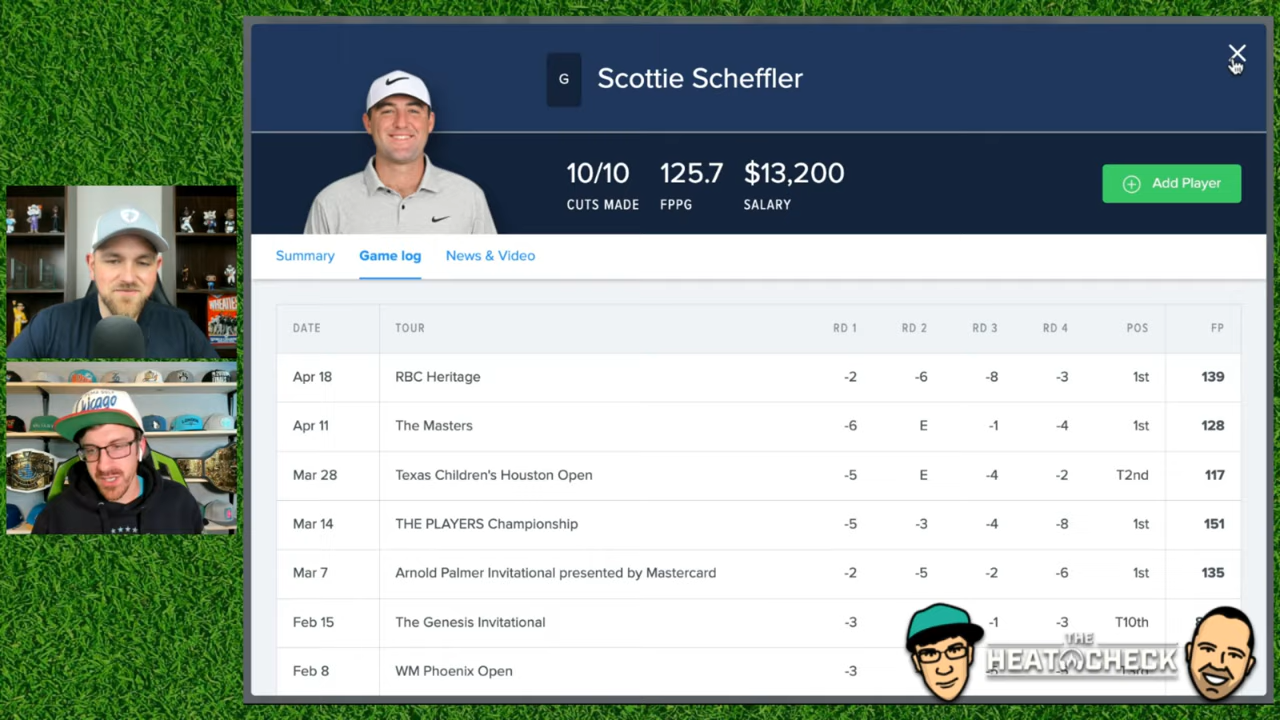 G Scottie Scheffler
10/10 125.7 $13,200
CUTS MADE FPPG SALARY
Add Player
Summary Game log News & Video
DATE TOUR RD 1 RD 2 RD 3 RD 4 POS FP
Apr 18 RBC Heritage -2 -6 -8 -3 1st 139
Apr 11 The Masters -6 E -1 -4 1st 128
Mar 28 Texas Children's Houston Open -5 E -4 -2 T2nd 117
Mar 14 THE PLAYERS Championship -5 -3 -4 -8 1st 151
Mar 7 Arnold Palmer Invitational presented by Mastercard -2 -5 -2 -6 1st 135
Feb 15 The Genesis Invitational -3 -1 -3 T10th
Feb 8 WM Phoenix Open -3
THE
HEAT CHECK
WHEATIES
Chicago